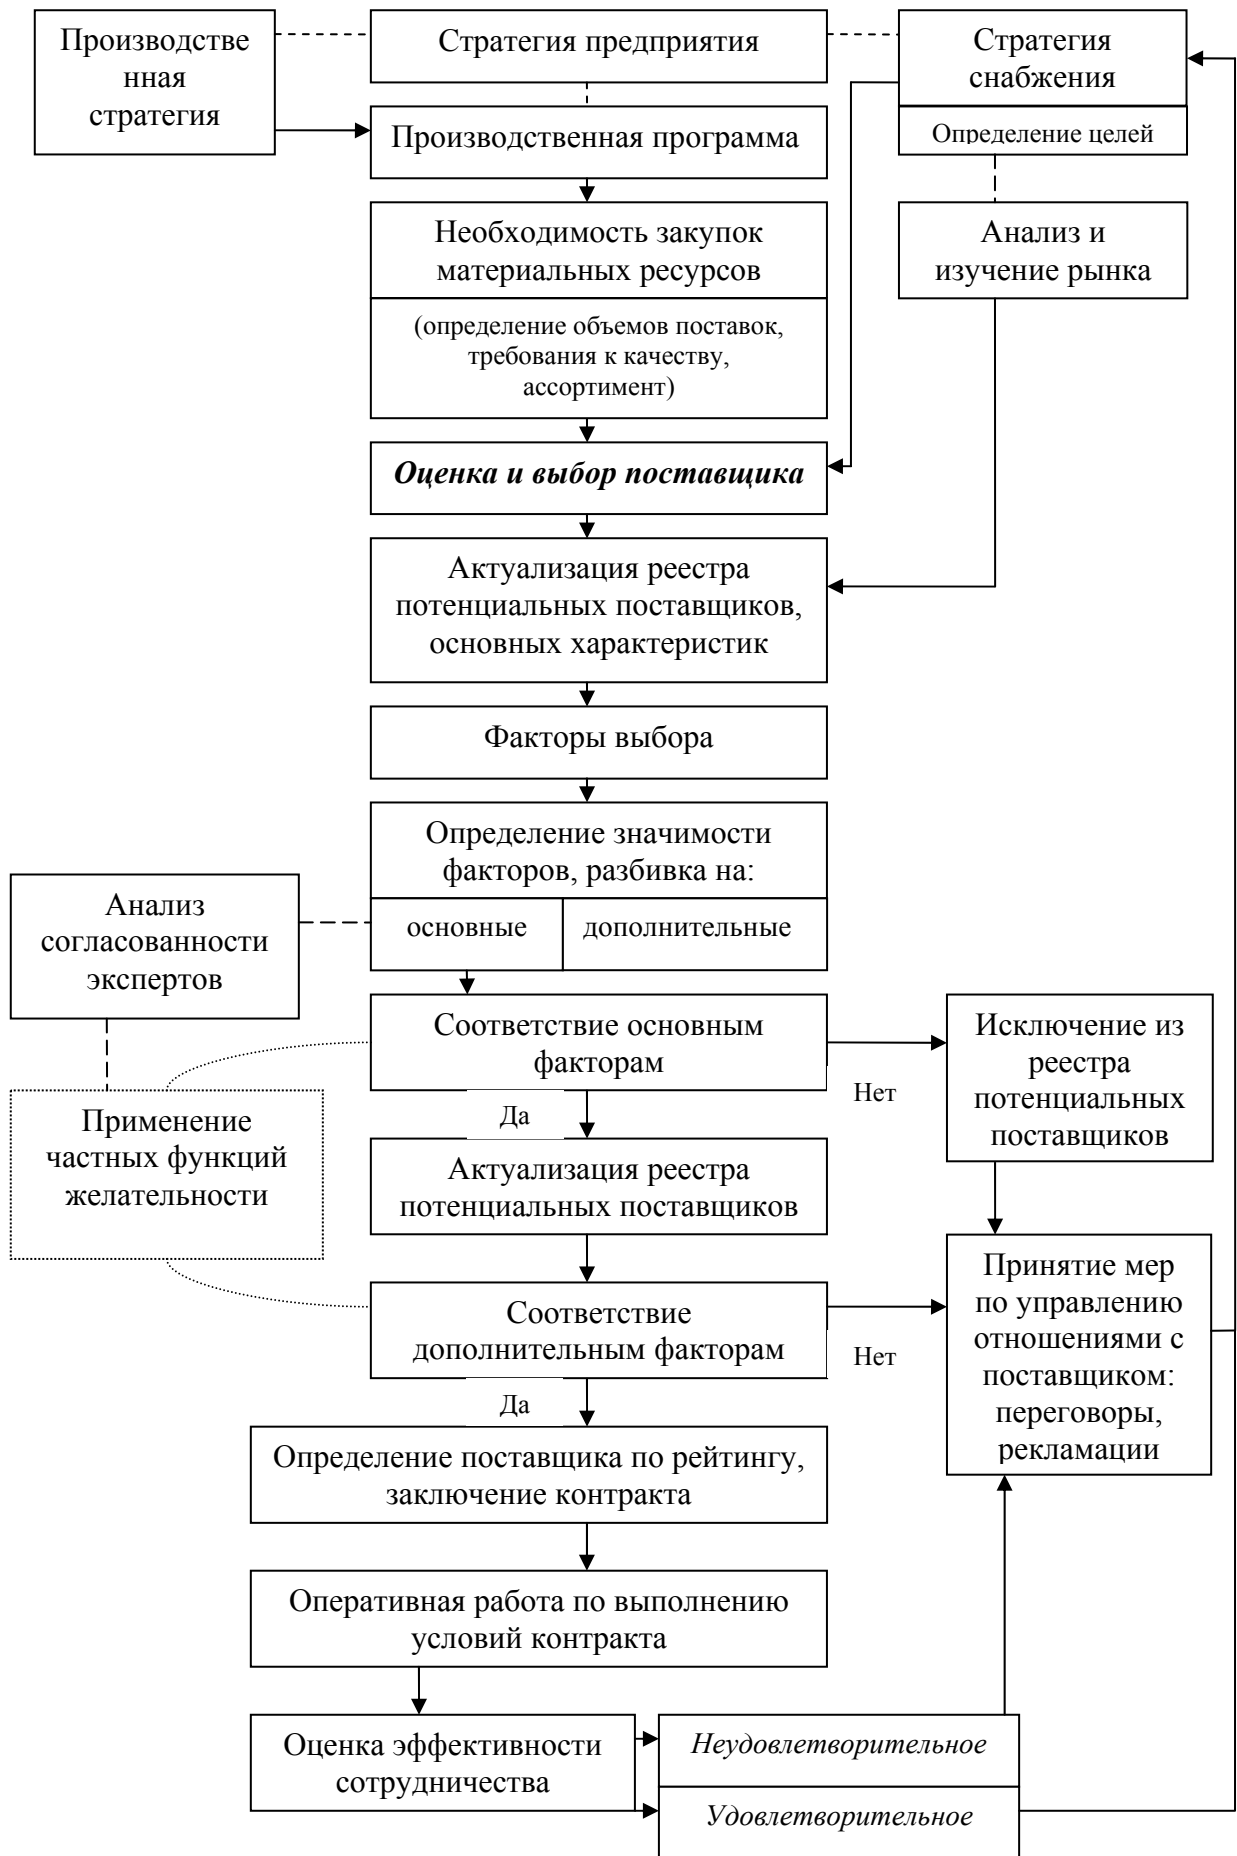 Производстве
нная
стратегия
Стратегия предприятия
Стратегия
снабжения
Определение целей
Производственная программа
Необходимость закупок
материальных ресурсов
(определение объемов поставок,
требования к качеству,
ассортимент)
Анализ и
изучение рынка
Оценка и выбор поставщика
Актуализация реестра
потенциальных поставщиков,
основных характеристик
Факторы выбора
Определение значимости
факторов, разбивка на:
основные
дополнительные
Анализ
согласованности
экспертов
Соответствие основным
факторам
Нет
Исключение из
реестра
потенциальных
поставщиков
Да
Применение
частных функций
желательности
Актуализация реестра
потенциальных поставщиков
Соответствие
дополнительным факторам
Нет
Принятие мер
по управлению
отношениями с
поставщиком:
переговоры,
рекламации
Да
Определение поставщика по рейтингу,
заключение контракта
Оперативная работа по выполнению
условий контракта
Оценка эффективности
сотрудничества
Неудовлетворительное
Удовлетворительное